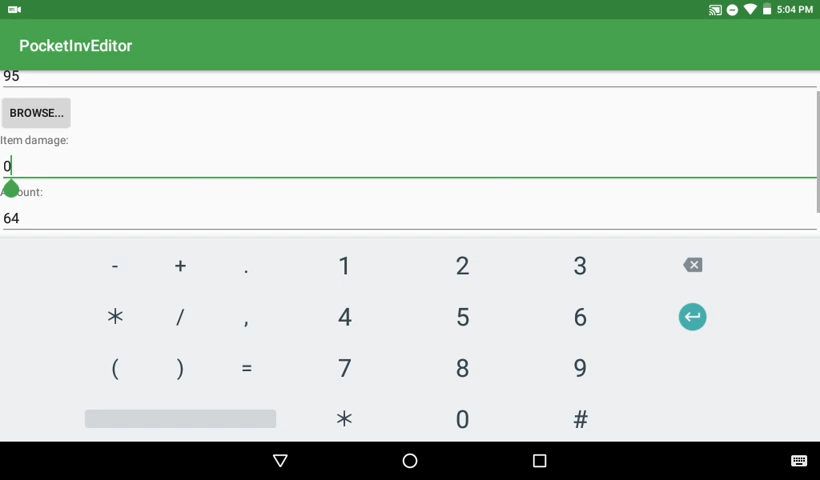 5:04 PM
PocketInvEditor
95
BROWSE...
Item damage:
0
64
- + . 1 2 3
* / , 4 5 6
( ) = 7 8 9
* 0 #